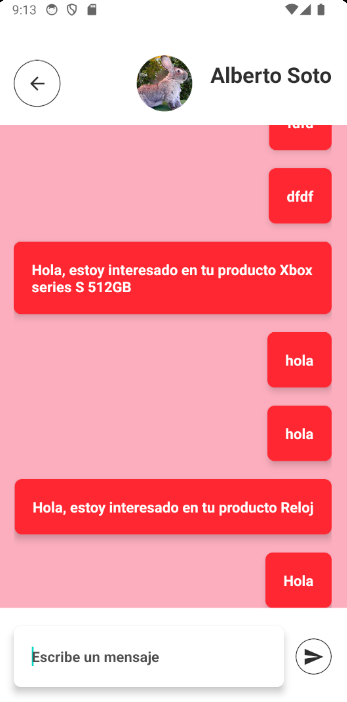 9:13
Alberto Soto
dfdf
Hola, estoy interesado en tu producto Xbox
series S 512GB
hola
hola
Hola, estoy interesado en tu producto Reloj
Hola
Escribe un mensaje